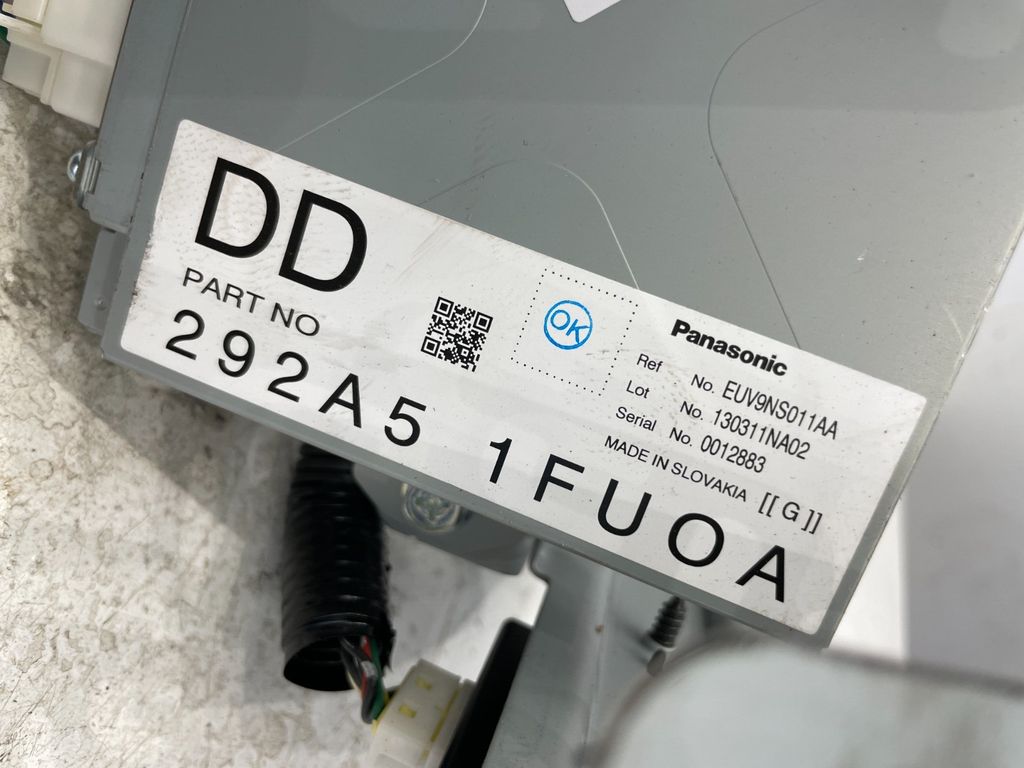 DD
PART NO
292A5 1FU0A
OK
Panasonic
Ref No. EUV9NS011AA
Lot No. 130311NA02
Serial No. 0012883
MADE IN SLOVAKIA [[ G ]]